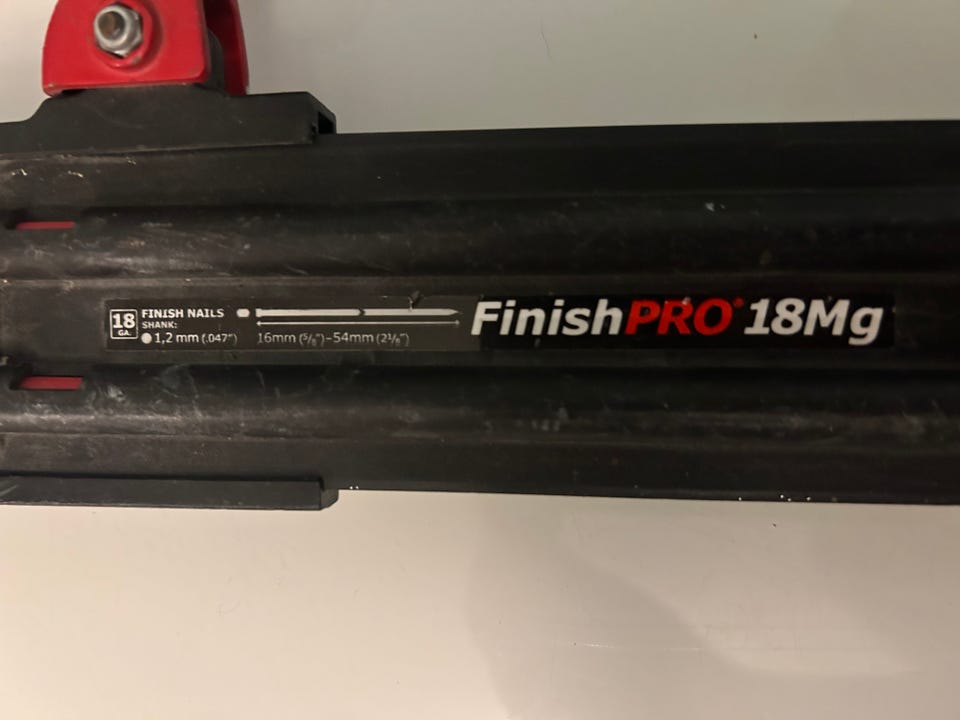 18
GA.
FINISH NAILS
SHANK:
1,2 mm (.047")
16mm (5/8")-54mm (2 1/8")
FinishPRO® 18Mg